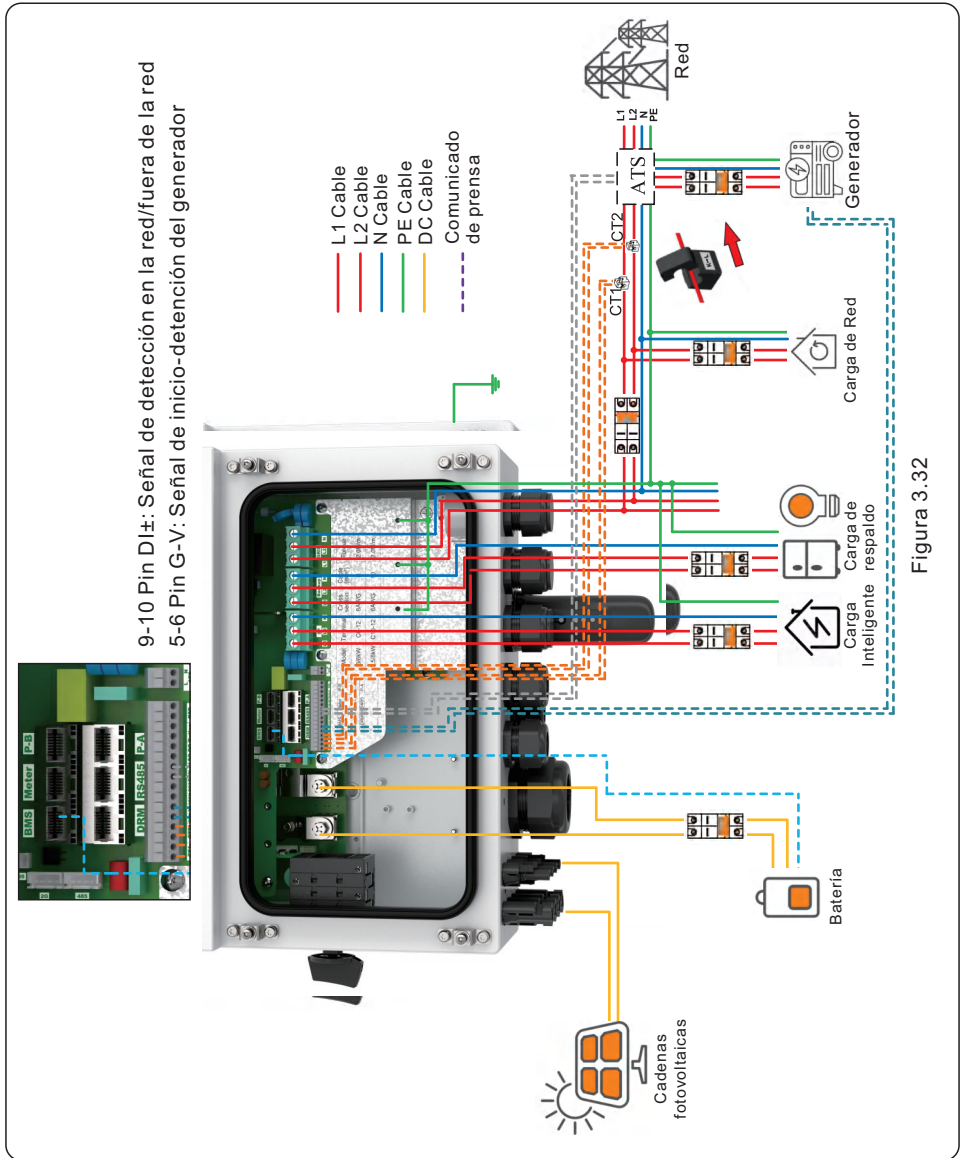 9-10 Pin DI±: Señal de detección en la red/fuera de la red
5-6 Pin G-V: Señal de inicio-detención del generador
BMS Meter P-B
DRM RS485 P-A
485
L1 Cable
L2 Cable
N Cable
PE Cable
DC Cable
Comunicado
de prensa
Red
L1
L2
N
PE
ATS
CT2
CT1
Generador
Carga de Red
Carga de
respaldo
Carga
Inteligente
Batería
Cadenas
fotovoltaicas
Figura 3.32